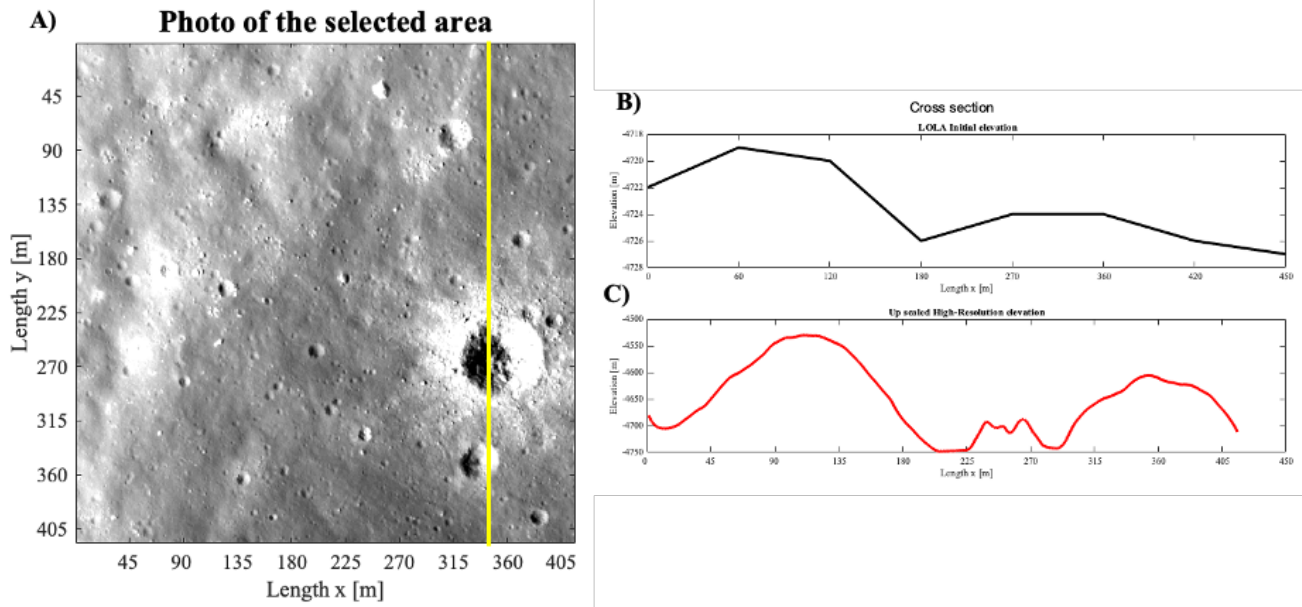 A)
Photo of the selected area
Length y [m]
45
90
135
180
225
270
315
360
405
45 90 135 180 225 270 315 360 405
Length x [m]
B)
Cross section
LOLA Initial elevation
Elevation [m]
-4718
-4720
-4722
-4724
-4726
-4728
0 60 120 190 270 360 420 450
Length x [m]
C)
Up scaled High-Resolution elevation
Elevation [m]
-4500
-4550
-4600
-4650
-4700
-4750
0 45 90 135 180 225 270 315 360 405 450
Length x [m]